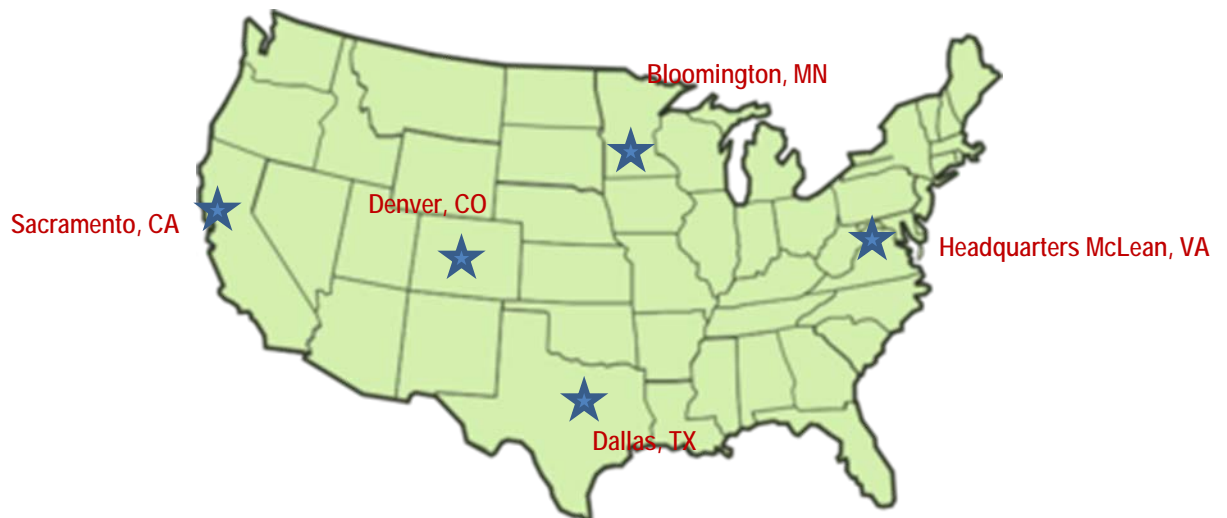 Bloomington, MN
Denver, CO
Sacramento, CA
Headquarters McLean, VA
Dallas, TX